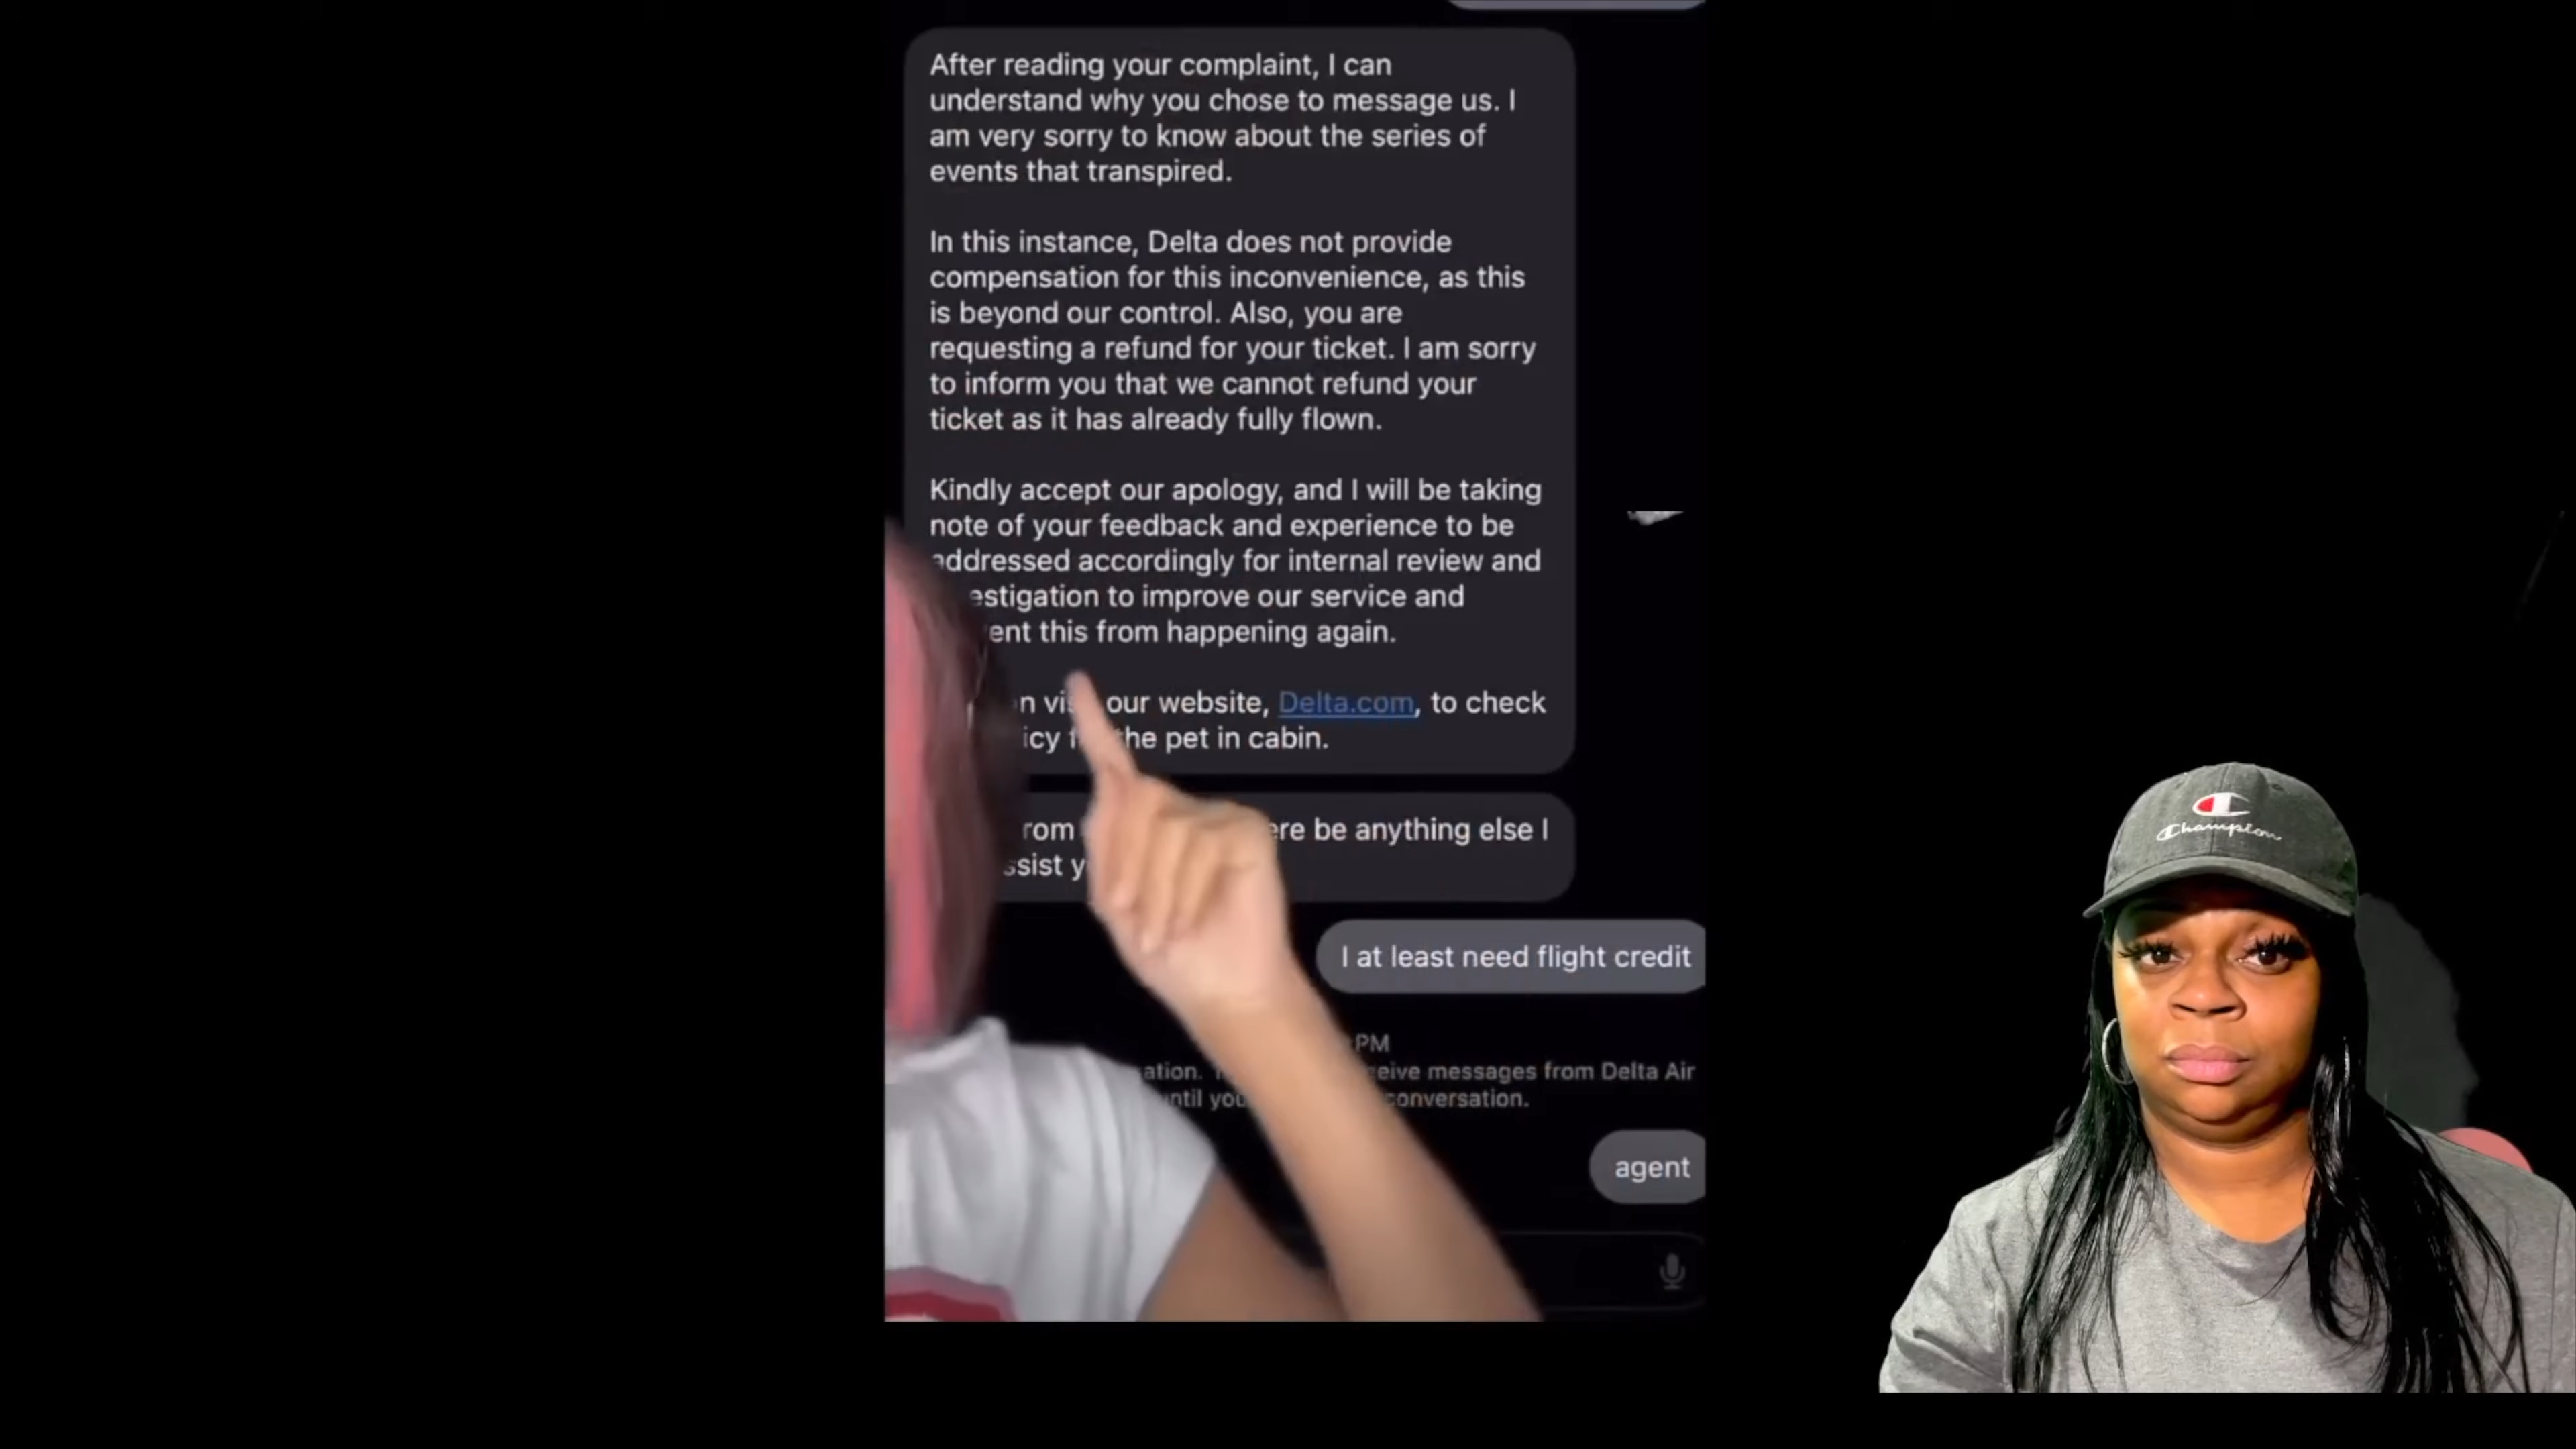 After reading your complaint, I can
understand why you chose to message us. I
am very sorry to know about the series of
events that transpired.
In this instance, Delta does not provide
compensation for this inconvenience, as this
is beyond our control. Also, you are
requesting a refund for your ticket. I am sorry
to inform you that we cannot refund your
ticket as it has already fully flown.
Kindly accept our apology, and I will be taking
note of your feedback and experience to be
addressed accordingly for internal review and
estigation to improve our service and
ent this from happening again.
our website, Delta.com, to check
the pet in cabin.
be anything else I
I at least need flight credit
PM
messages from Delta Air
conversation.
agent
Champion